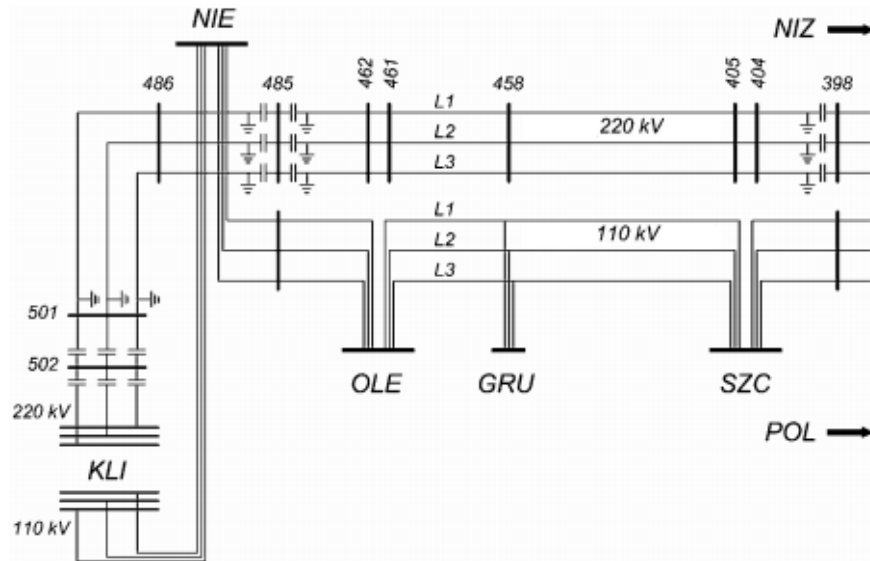 NIE
NIZ
486
485
462
461
458
405
404
398
L1
220 kV
L2
L3
L1
110 kV
L2
L3
501
502
OLE
GRU
SZC
220 kV
POL
KLI
110 kV